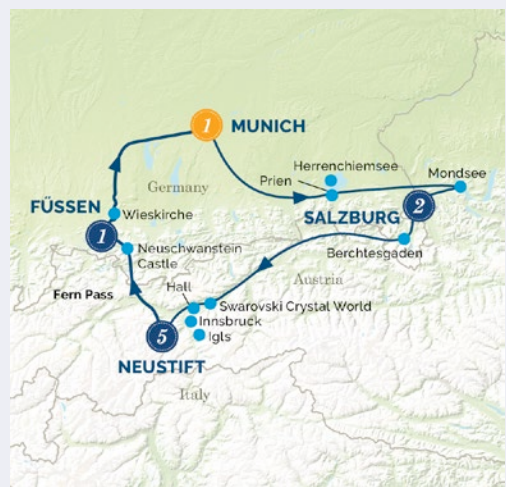 1
MUNICH
Herrenchiemsee
Prien
Mondsee
Germany
FÜSSEN
Wieskirche
SALZBURG
2
1
Neuschwanstein
Castle
Berchtesgaden
Fern Pass
Hall
Austria
Swarovski Crystal World
Innsbruck
5
Igls
NEUSTIFT
Italy